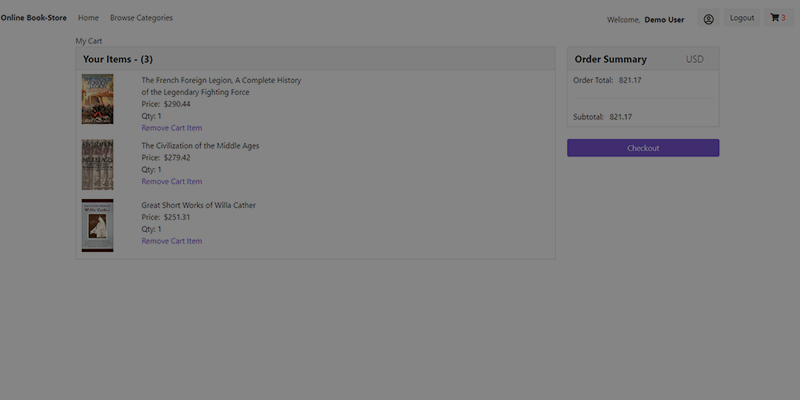 Online Book-Store Home Browse Categories Welcome, Demo User Logout 3
My Cart
Your Items - (3)
The French Foreign Legion, A Complete History
of the Legendary Fighting Force
Price: $290.44
Qty: 1
Remove Cart Item
The Civilization of the Middle Ages
Price: $279.42
Qty: 1
Remove Cart Item
Great Short Works of Willa Cather
Price: $251.31
Qty: 1
Remove Cart Item
Order Summary USD
Order Total: 821.17
Subtotal: 821.17
Checkout